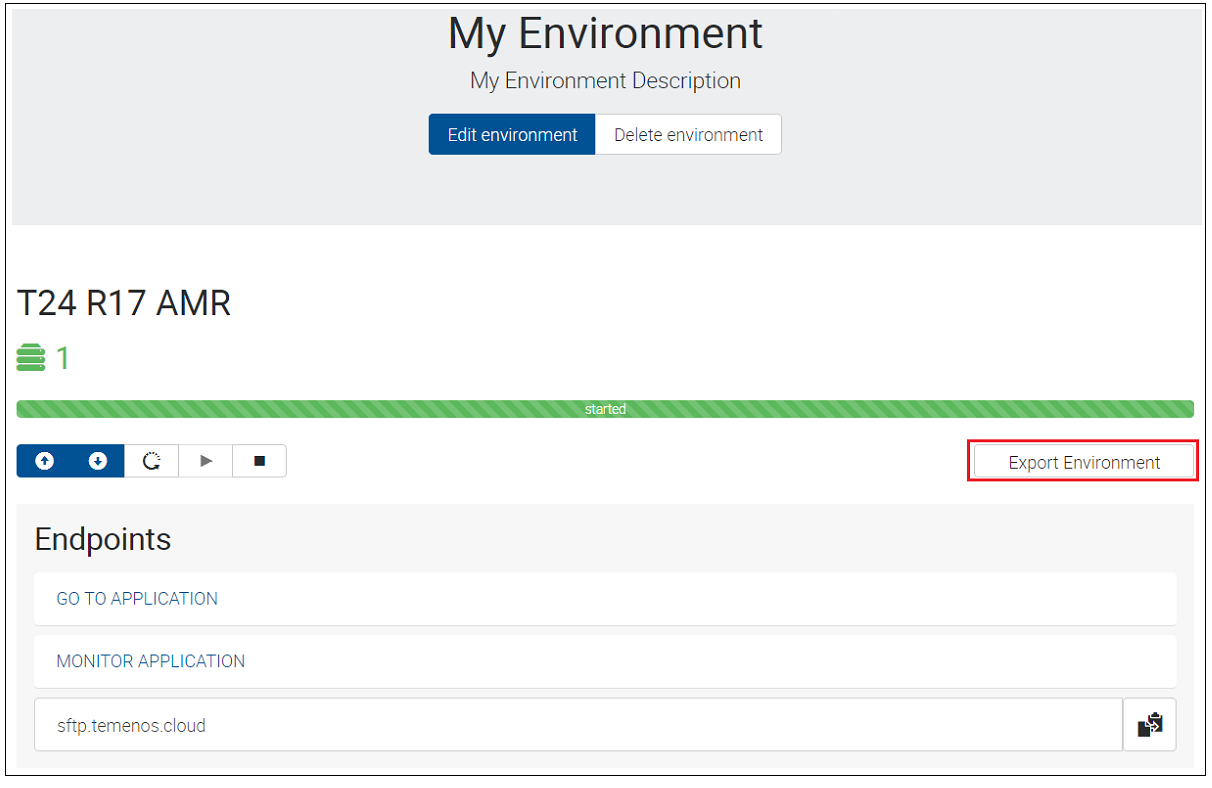 My Environment
My Environment Description
Edit environment Delete environment
T24 R17 AMR
1
started
Export Environment
Endpoints
GO TO APPLICATION
MONITOR APPLICATION
sftp.temenos.cloud